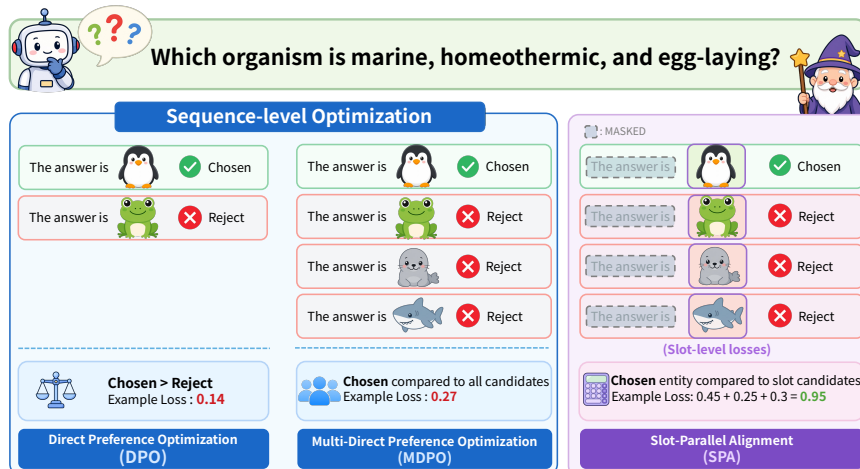 ? ? ?
Which organism is marine, homeothermic, and egg-laying?
Sequence-level Optimization
The answer is Chosen
The answer is Reject
Chosen > Reject
Example Loss : 0.14
Direct Preference Optimization
(DPO)
The answer is Chosen
The answer is Reject
The answer is Reject
The answer is Reject
Chosen compared to all candidates
Example Loss : 0.27
Multi-Direct Preference Optimization
(MDPO)
: MASKED
The answer is Chosen
The answer is Reject
The answer is Reject
The answer is Reject
(Slot-level losses)
Chosen entity compared to slot candidates
Example Loss: 0.45 + 0.25 + 0.3 = 0.95
Slot-Parallel Alignment
(SPA)